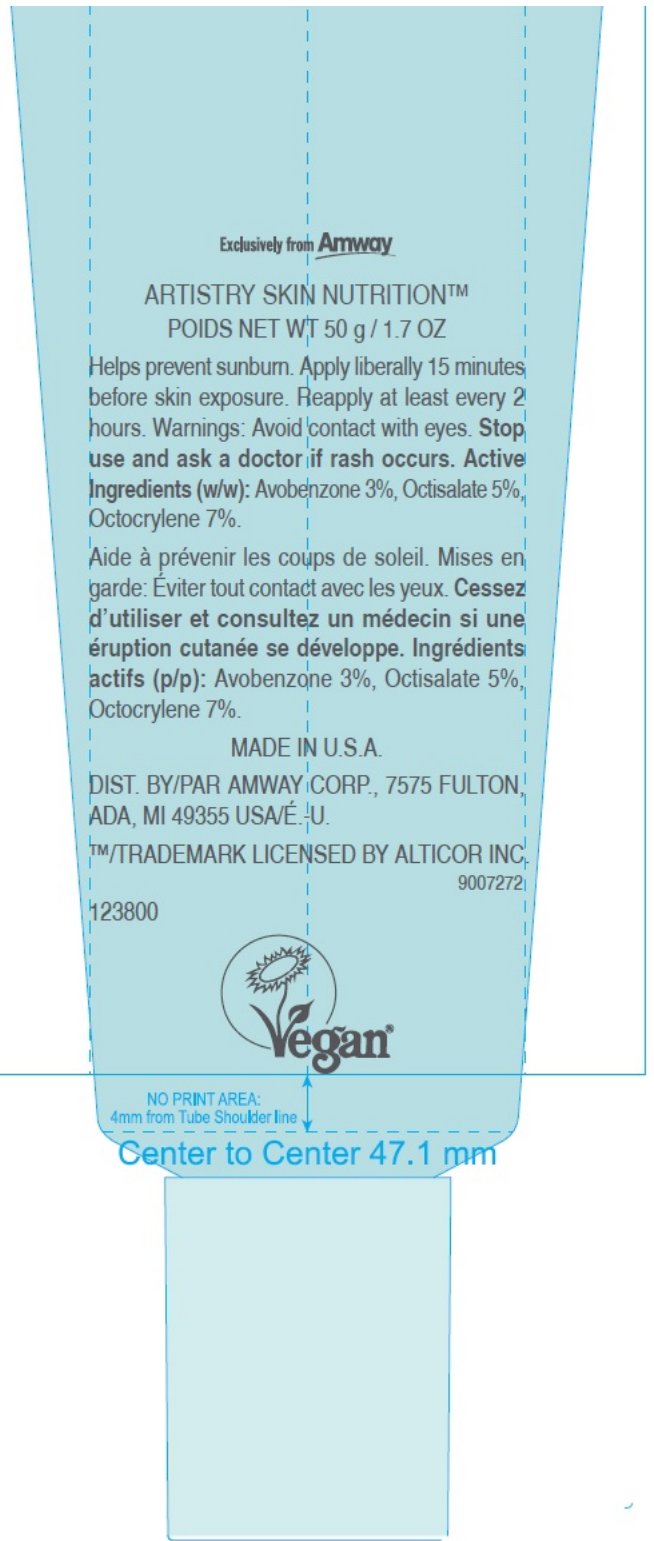 Exclusively from Amway
ARTISTRY SKIN NUTRITION™
POIDS NET WT 50 g / 1.7 OZ
Helps prevent sunburn. Apply liberally 15 minutes
before skin exposure. Reapply at least every 2
hours. Warnings: Avoid contact with eyes. Stop
use and ask a doctor if rash occurs. Active
Ingredients (w/w): Avobenzone 3%, Octisalate 5%,
Octocrylene 7%.
Aide à prévenir les coups de soleil. Mises en
garde: Éviter tout contact avec les yeux. Cessez
d'utiliser et consultez un médecin si une
éruption cutanée se développe. Ingrédients
actifs (p/p): Avobenzone 3%, Octisalate 5%,
Octocrylene 7%.
MADE IN U.S.A.
DIST. BY/PAR AMWAY CORP., 7575 FULTON,
ADA, MI 49355 USA/É.-U.
™/TRADEMARK LICENSED BY ALTICOR INC.
9007272
123800
Vegan®
NO PRINT AREA:
4mm from Tube Shoulder line
Center to Center 47.1 mm